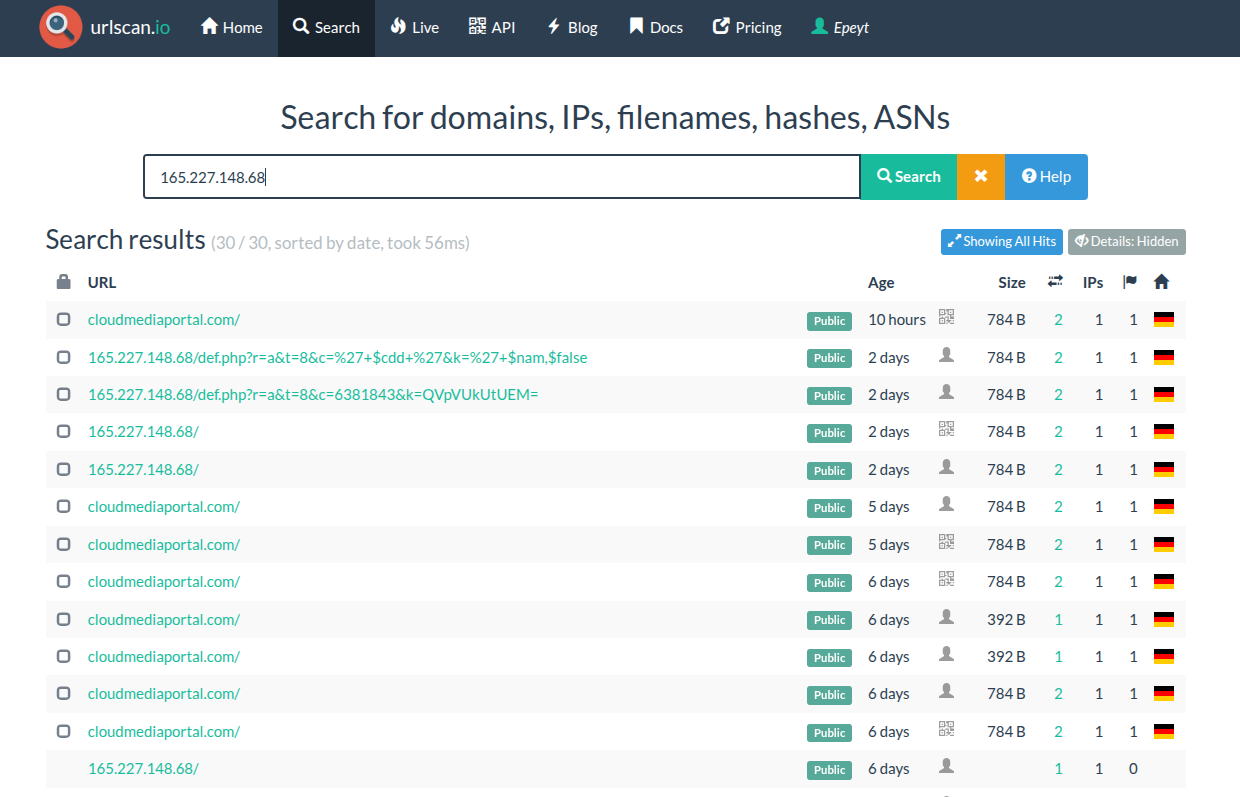 urlscan.io Home Search Live API Blog Docs Pricing Epeyt
Search for domains, IPs, filenames, hashes, ASNs
165.227.148.68 Search Help
Search results (30 / 30, sorted by date, took 56ms) Showing All Hits Details: Hidden
URL Age Size IPs
cloudmediaportal.com/ Public 10 hours 784 B 2 1 1
165.227.148.68/def.php?r=a&t=8&c=%27+$cdd+%27&k=%27+$nam,$false Public 2 days 784 B 2 1 1
165.227.148.68/def.php?r=a&t=8&c=6381843&k=QVpVUkUtUEM= Public 2 days 784 B 2 1 1
165.227.148.68/ Public 2 days 784 B 2 1 1
165.227.148.68/ Public 2 days 784 B 2 1 1
cloudmediaportal.com/ Public 5 days 784 B 2 1 1
cloudmediaportal.com/ Public 5 days 784 B 2 1 1
cloudmediaportal.com/ Public 6 days 784 B 2 1 1
cloudmediaportal.com/ Public 6 days 392 B 1 1 1
cloudmediaportal.com/ Public 6 days 392 B 1 1 1
cloudmediaportal.com/ Public 6 days 784 B 2 1 1
cloudmediaportal.com/ Public 6 days 784 B 2 1 1
165.227.148.68/ Public 6 days 1 1 0